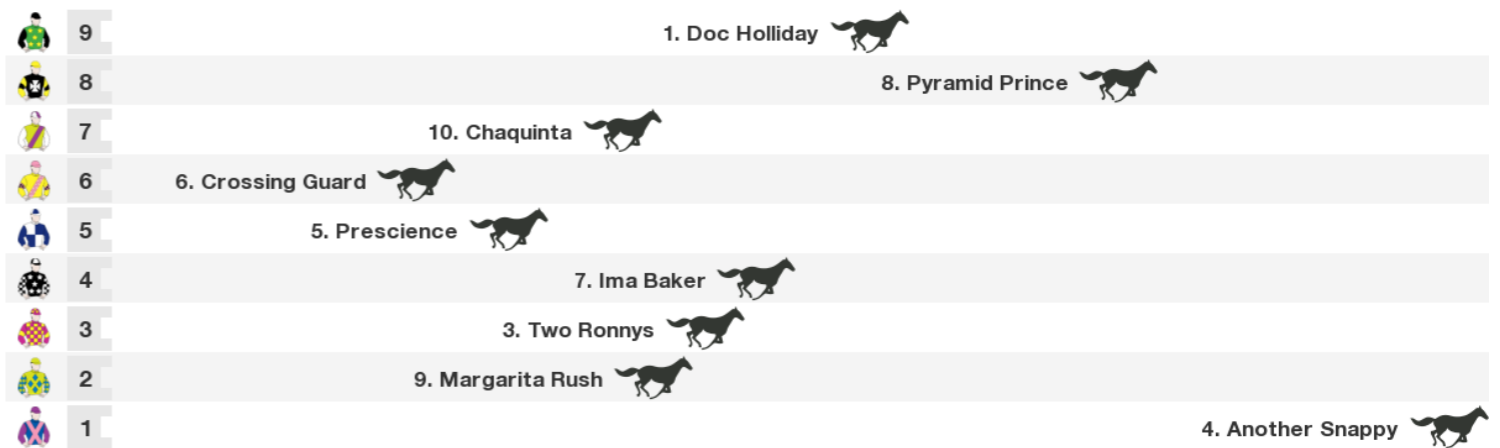 9 1. Doc Holliday
8 8. Pyramid Prince
7 10. Chaquinta
6 6. Crossing Guard
5 5. Prescience
4 7. Ima Baker
3 3. Two Ronnys
2 9. Margarita Rush
1 4. Another Snappy